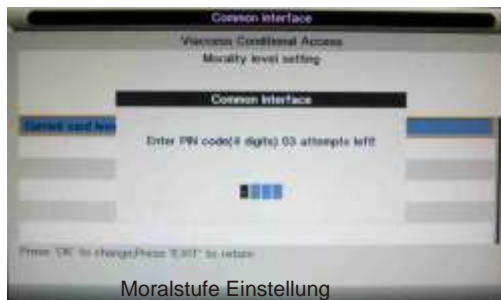 Common Interface
Viaccess Conditional Access
Morality level setting
Common Interface
Current card leve
Enter PIN code(4 digits) 03 attempts left!
Press 'OK' to change,Press 'EXIT' to return
Moralstufe Einstellung